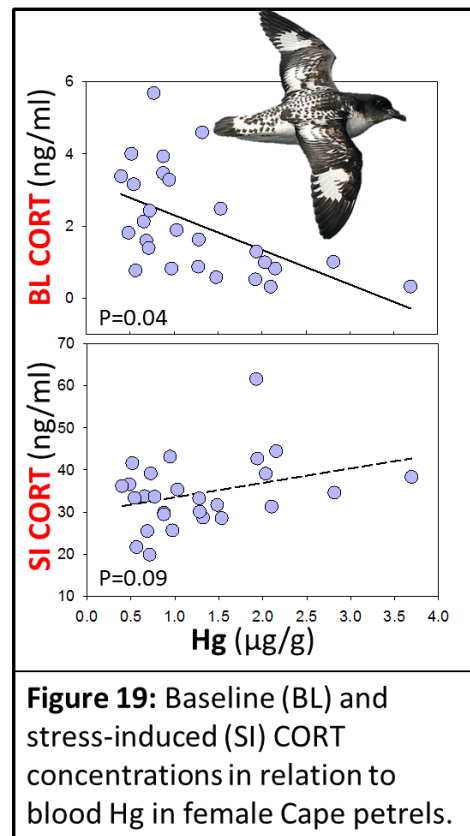 6
4
2
0
BL CORT (ng/ml)
P=0.04
70
60
50
40
30
20
10
SI CORT (ng/ml)
P=0.09
0.0 0.5 1.0 1.5 2.0 2.5 3.0 3.5 4.0
Hg (µg/g)
Figure 19: Baseline (BL) and
stress-induced (SI) CORT
concentrations in relation to
blood Hg in female Cape petrels.